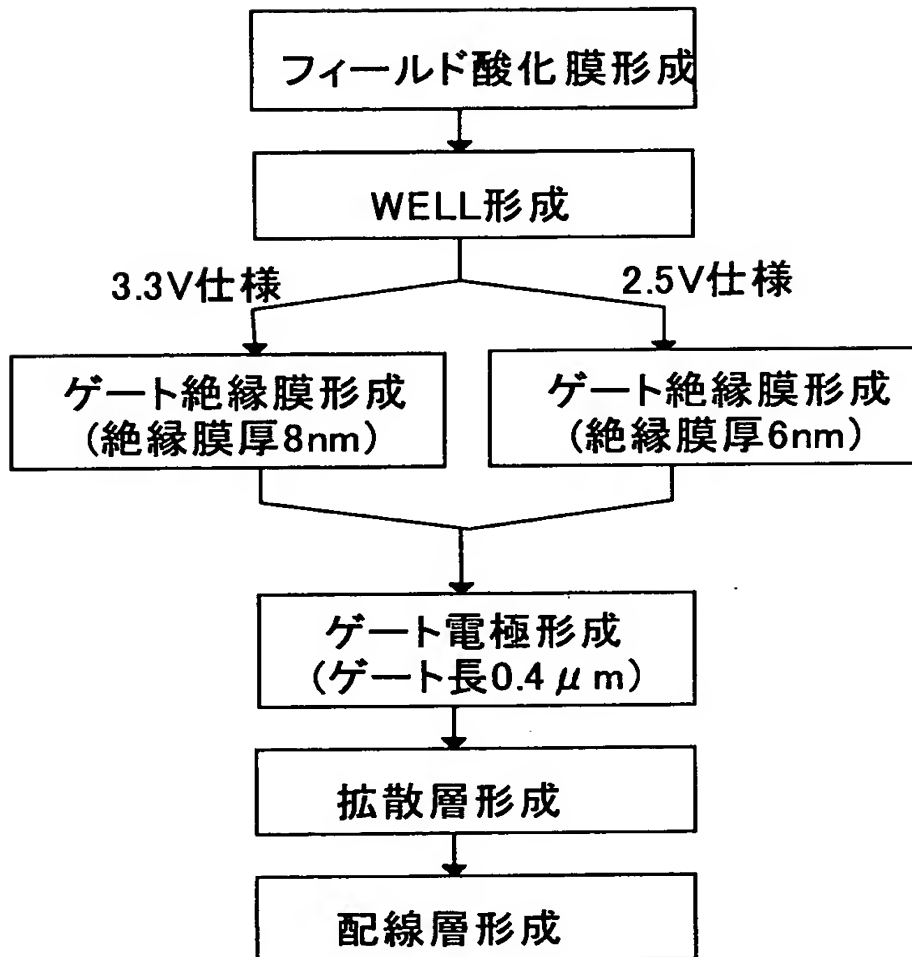 フィールド酸化膜形成
WELL形成
3.3V仕様
2.5V仕様
ゲート絶縁膜形成
(絶縁膜厚8nm)
ゲート絶縁膜形成
(絶縁膜厚6nm)
ゲート電極形成
(ゲート長0.4μm)
拡散層形成
配線層形成